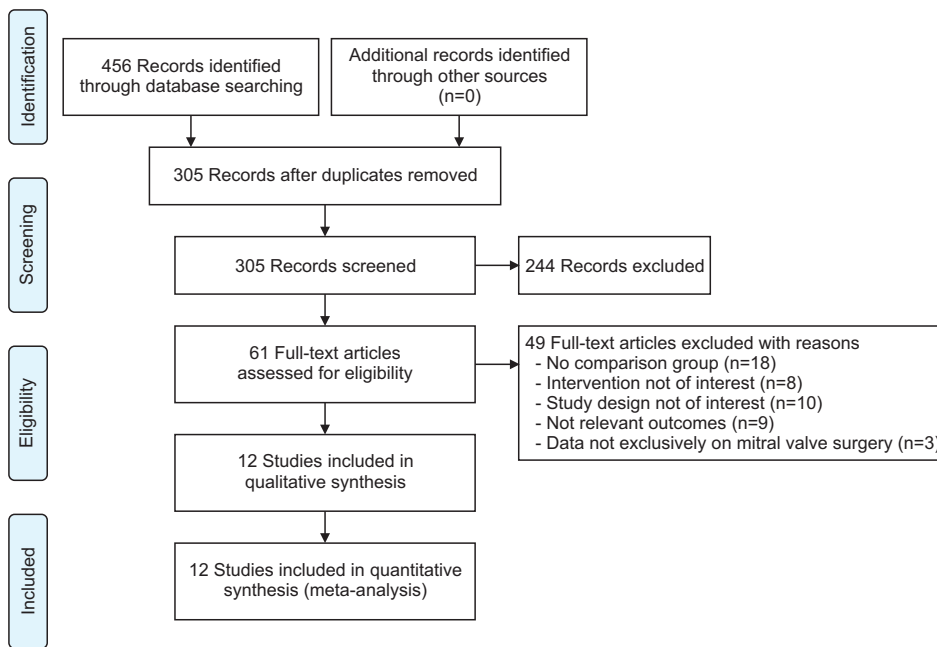 Identification
456 Records identified
through database searching
Additional records identified
through other sources
(n=0)
305 Records after duplicates removed
Screening
305 Records screened
244 Records excluded
Eligibility
61 Full-text articles
assessed for eligibility
49 Full-text articles excluded with reasons
- No comparison group (n=18)
- Intervention not of interest (n=8)
- Study design not of interest (n=10)
- Not relevant outcomes (n=9)
- Data not exclusively on mitral valve surgery (n=3)
12 Studies included in
qualitative synthesis
Included
12 Studies included in quantitative
synthesis (meta-analysis)